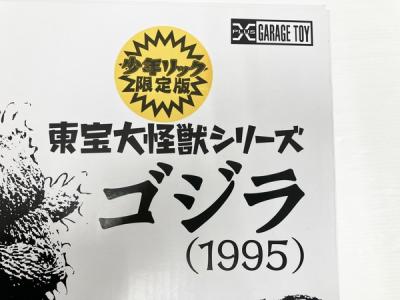 X PLUS GARAGE TOY
少年リック
限定版
東宝大怪獣シリーズ
ゴジラ
(1995)